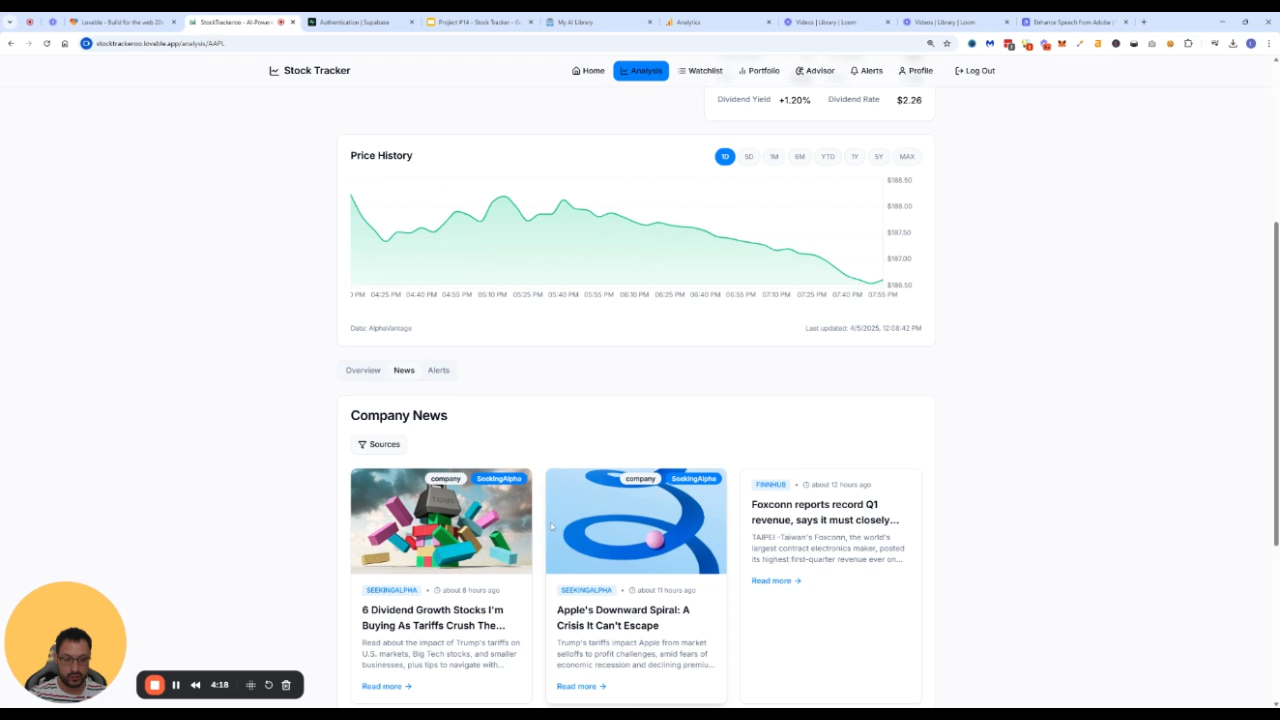 Lovable - Build for the web 20x
StockTrackeroo - AI-Power
Authentication | Supabase
Project #14 - Stock Tracker - G
My AI Library
Analytics
Videos | Library | Loom
Videos | Library | Loom
Enhance Speech from Adobe |
stocktrackeroo.lovable.app/analysis/AAPL
Stock Tracker
Home
Analysis
Watchlist
Portfolio
Advisor
Alerts
Profile
Log Out
Dividend Yield +1.20% Dividend Rate $2.26
Price History
1D 5D 1M 6M YTD 1Y 5Y MAX
$188.50
$188.00
$187.50
$187.00
$186.50
PM 04:25 PM 04:40 PM 04:55 PM 05:10 PM 05:25 PM 05:40 PM 05:55 PM 06:10 PM 06:25 PM 06:40 PM 06:55 PM 07:10 PM 07:25 PM 07:40 PM 07:55 PM
Data: AlphaVantage
Last updated: 4/5/2025, 12:08:42 PM
Overview News Alerts
Company News
Sources
company SeekingAlpha
TARIFFS
SEEKINGALPHA • about 8 hours ago
6 Dividend Growth Stocks I'm
Buying As Tariffs Crush The...
Read about the impact of Trump's tariffs on
U.S. markets, Big Tech stocks, and smaller
businesses, plus tips to navigate with...
Read more →
company SeekingAlpha
SEEKINGALPHA • about 11 hours ago
Apple's Downward Spiral: A
Crisis It Can't Escape
Trump's tariffs impact Apple from market
selloffs to profit challenges, amid fears of
economic recession and declining premiu...
Read more →
FINNHUB • about 12 hours ago
Foxconn reports record Q1
revenue, says it must closely...
TAIPEI -Taiwan's Foxconn, the world's
largest contract electronics maker, posted
its highest first-quarter revenue ever on...
Read more →
4:18